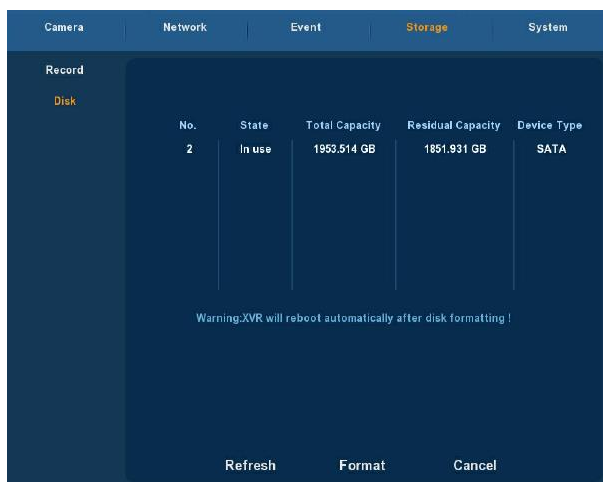 Camera Network Event Storage System
Record
Disk
No. State Total Capacity Residual Capacity Device Type
2 In use 1953.514 GB 1851.931 GB SATA
Warning:XVR will reboot automatically after disk formatting !
Refresh Format Cancel